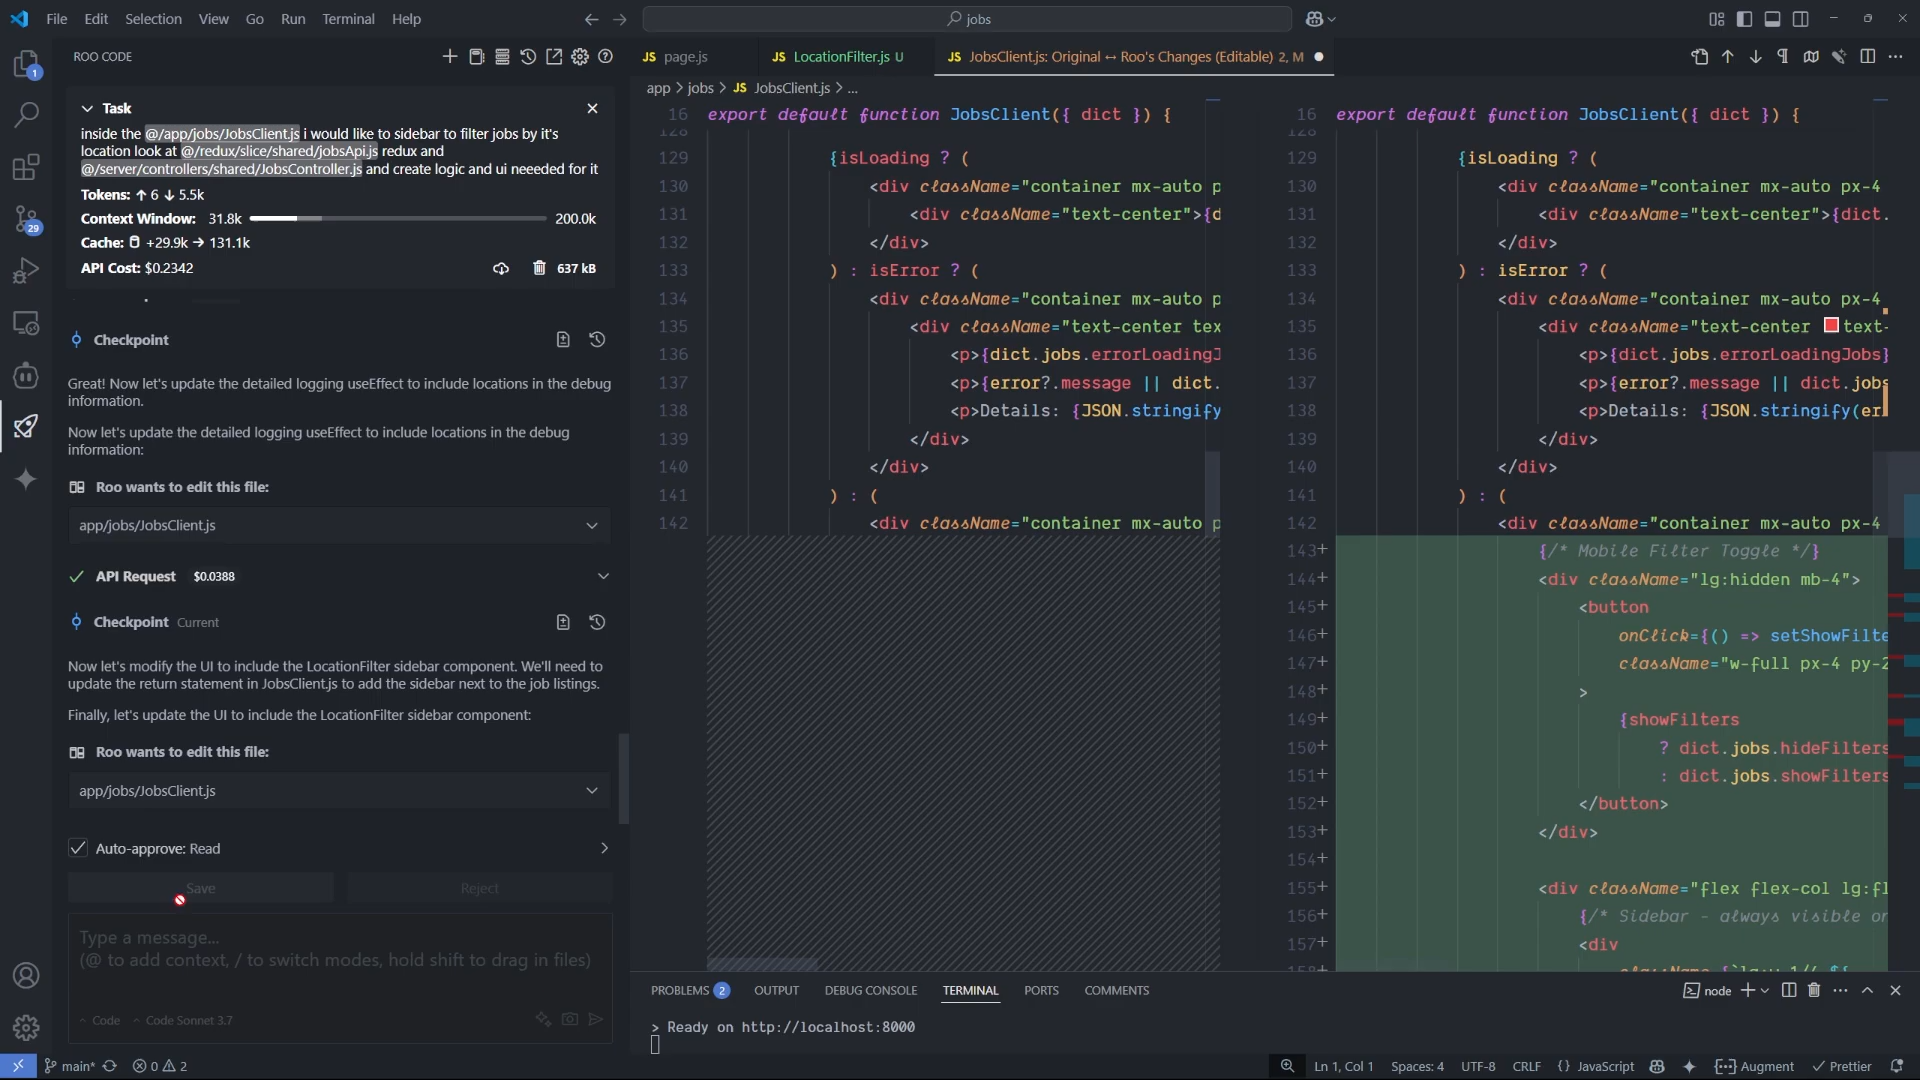 File Edit Selection View Go Run Terminal Help
jobs
ROO CODE
page.js
LocationFilter.js U
JobsClient.js: Original ↔ Roo's Changes (Editable) 2, M
app > jobs > JS JobsClient.js > ...
1
29
Task
inside the @/app/jobs/JobsClient.js i would like to sidebar to filter jobs by it's
location look at @/redux/slice/shared/jobsApi.js redux and
@/server/controllers/shared/JobsController.js and create logic and ui neeeded for it
Tokens: ↑ 6 ↓ 5.5k
Context Window: 31.8k 200.0k
Cache: +29.9k → 131.1k
API Cost: $0.2342
637 kB
Checkpoint
Great! Now let's update the detailed logging useEffect to include locations in the debug
information.
Now let's update the detailed logging useEffect to include locations in the debug
information:
Roo wants to edit this file:
app/jobs/JobsClient.js
API Request $0.0388
Checkpoint Current
Now let's modify the UI to include the LocationFilter sidebar component. We'll need to
update the return statement in JobsClient.js to add the sidebar next to the job listings.
Finally, let's update the UI to include the LocationFilter sidebar component:
Roo wants to edit this file:
app/jobs/JobsClient.js
Auto-approve: Read
Save Reject
Type a message...
(@ to add context, / to switch modes, hold shift to drag in files)
Code Code Sonnet 3.7
16 export default function JobsClient({ dict }) {
129 {isLoading ? (
130 <div className="container mx-auto p
131 <div className="text-center">{d
132 </div>
133 ) : isError ? (
134 <div className="container mx-auto p
135 <div className="text-center tex
136 <p>{dict.jobs.errorLoadingJ
137 <p>{error?.message || dict.
138 <p>Details: {JSON.stringify
139 </div>
140 </div>
141 ) : (
142 <div className="container mx-auto p
16 export default function JobsClient({ dict }) {
129 {isLoading ? (
130 <div className="container mx-auto px-4
131 <div className="text-center">{dict.
132 </div>
133 ) : isError ? (
134 <div className="container mx-auto px-4
135 <div className="text-center text-
136 <p>{dict.jobs.errorLoadingJobs}
137 <p>{error?.message || dict.jobs
138 <p>Details: {JSON.stringify(er
139 </div>
140 </div>
141 ) : (
142 <div className="container mx-auto px-4
143+ {/* Mobile Filter Toggle */}
144+ <div className="lg:hidden mb-4">
145+ <button
146+ onClick={() => setShowFilte
147+ className="w-full px-4 py-2
148+ >
149+ {showFilters
150+ ? dict.jobs.hideFilters
151+ : dict.jobs.showFilters
152+ </button>
153+ </div>
154+
155+ <div className="flex flex-col lg:fl
156+ {/* Sidebar - always visible on
157+ <div
PROBLEMS 2 OUTPUT DEBUG CONSOLE TERMINAL PORTS COMMENTS
node
> Ready on http://localhost:8000
main* 0 2
Ln 1, Col 1 Spaces: 4 UTF-8 CRLF {} JavaScript Augment Prettier